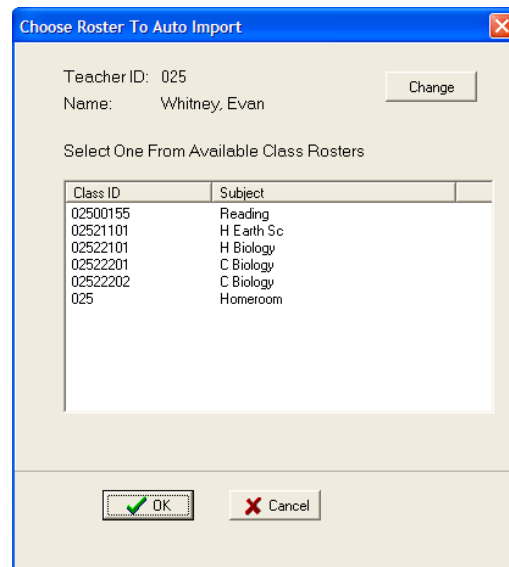 Choose Roster To Auto Import
Teacher ID: 025
Change
Name: Whitney, Evan
Select One From Available Class Rosters
Class ID Subject
02500155 Reading
02521101 H Earth Sc
02522101 H Biology
02522201 C Biology
02522202 C Biology
025 Homeroom
OK Cancel